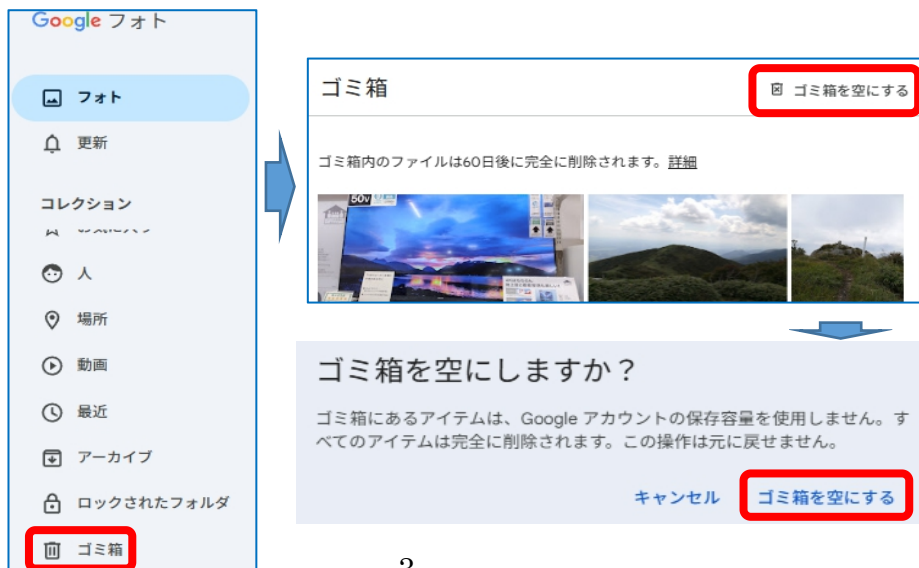 Google フォト
フォト
更新
コレクション
人
場所
動画
最近
アーカイブ
ロックされたフォルダ
ゴミ箱
ゴミ箱
ゴミ箱を空にする
ゴミ箱内のファイルは60日後に完全に削除されます。詳細
50V
ゴミ箱を空にしますか？
ゴミ箱にあるアイテムは、Google アカウントの保存容量を使用しません。す
べてのアイテムは完全に削除されます。この操作は元に戻せません。
キャンセル
ゴミ箱を空にする